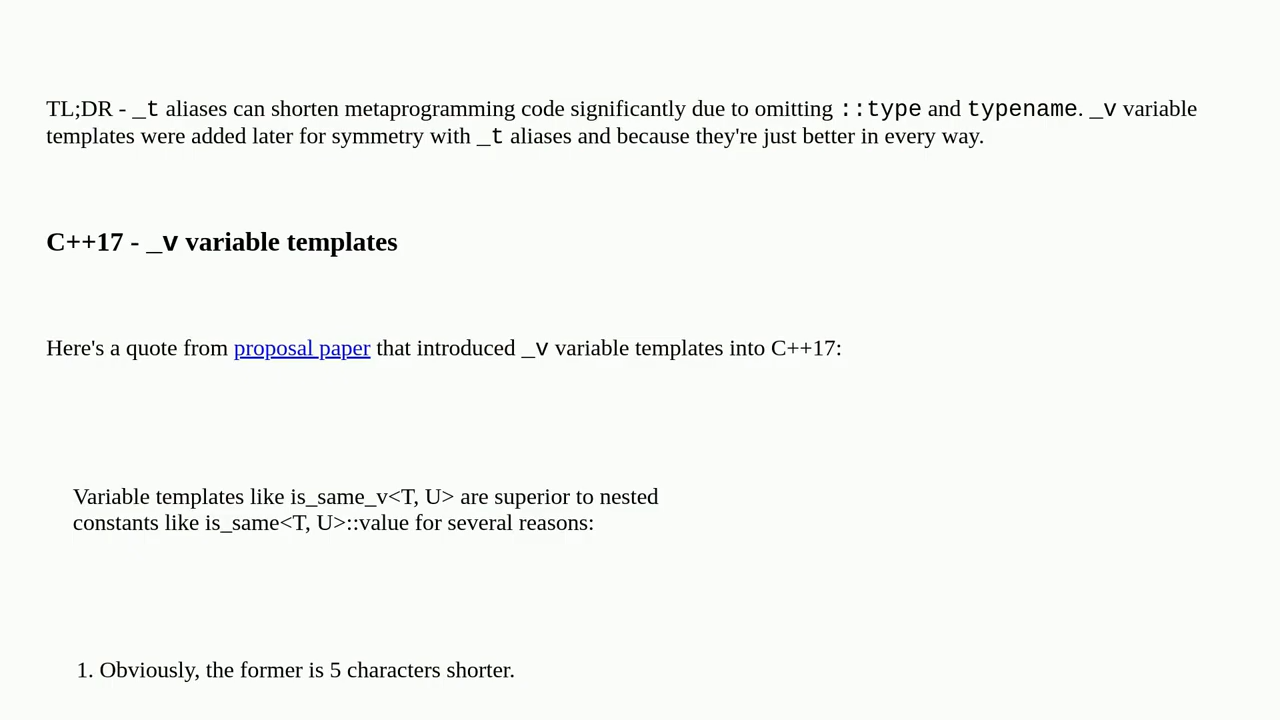 TL;DR - _t aliases can shorten metaprogramming code significantly due to omitting ::type and typename. _v variable
templates were added later for symmetry with _t aliases and because they're just better in every way.
C++17 - _v variable templates
Here's a quote from proposal paper that introduced _v variable templates into C++17:
Variable templates like is_same_v<T, U> are superior to nested
constants like is_same<T, U>::value for several reasons:
1. Obviously, the former is 5 characters shorter.